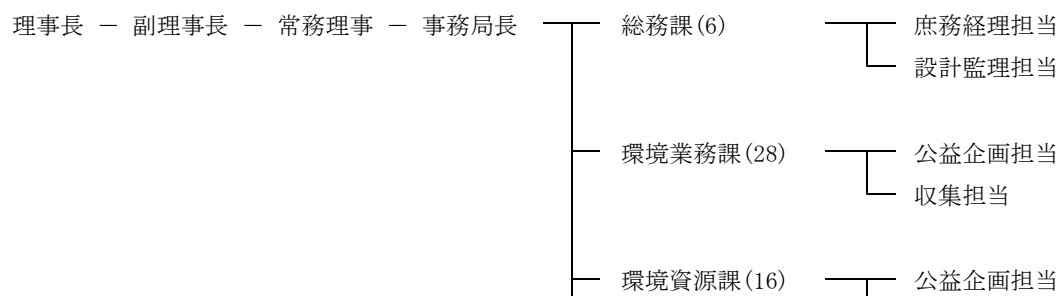 理事長 － 副理事長 － 常務理事 － 事務局長 総務課(6) 庶務経理担当
設計監理担当
環境業務課(28) 公益企画担当
収集担当
環境資源課(16) 公益企画担当